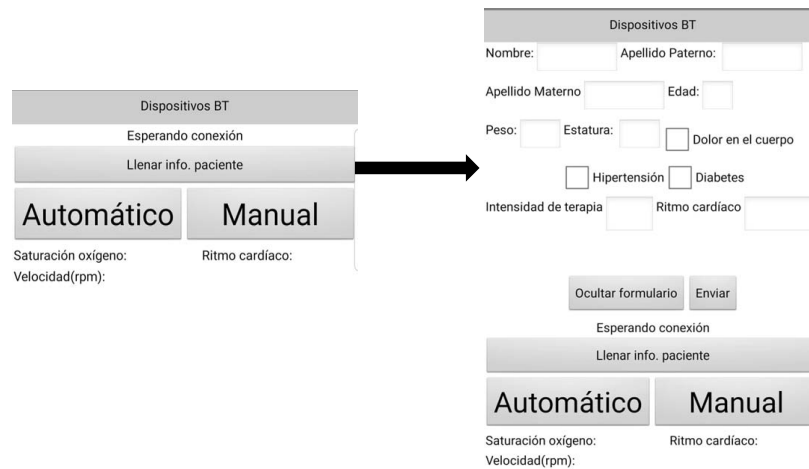 Dispositivos BT
Esperando conexión
Llenar info. paciente
Automático Manual
Saturación oxígeno: Ritmo cardíaco:
Velocidad(rpm):
Dispositivos BT
Nombre: Apellido Paterno:
Apellido Materno Edad:
Peso: Estatura: Dolor en el cuerpo
Hipertensión Diabetes
Intensidad de terapia Ritmo cardíaco
Ocultar formulario Enviar
Esperando conexión
Llenar info. paciente
Automático Manual
Saturación oxígeno: Ritmo cardíaco:
Velocidad(rpm):